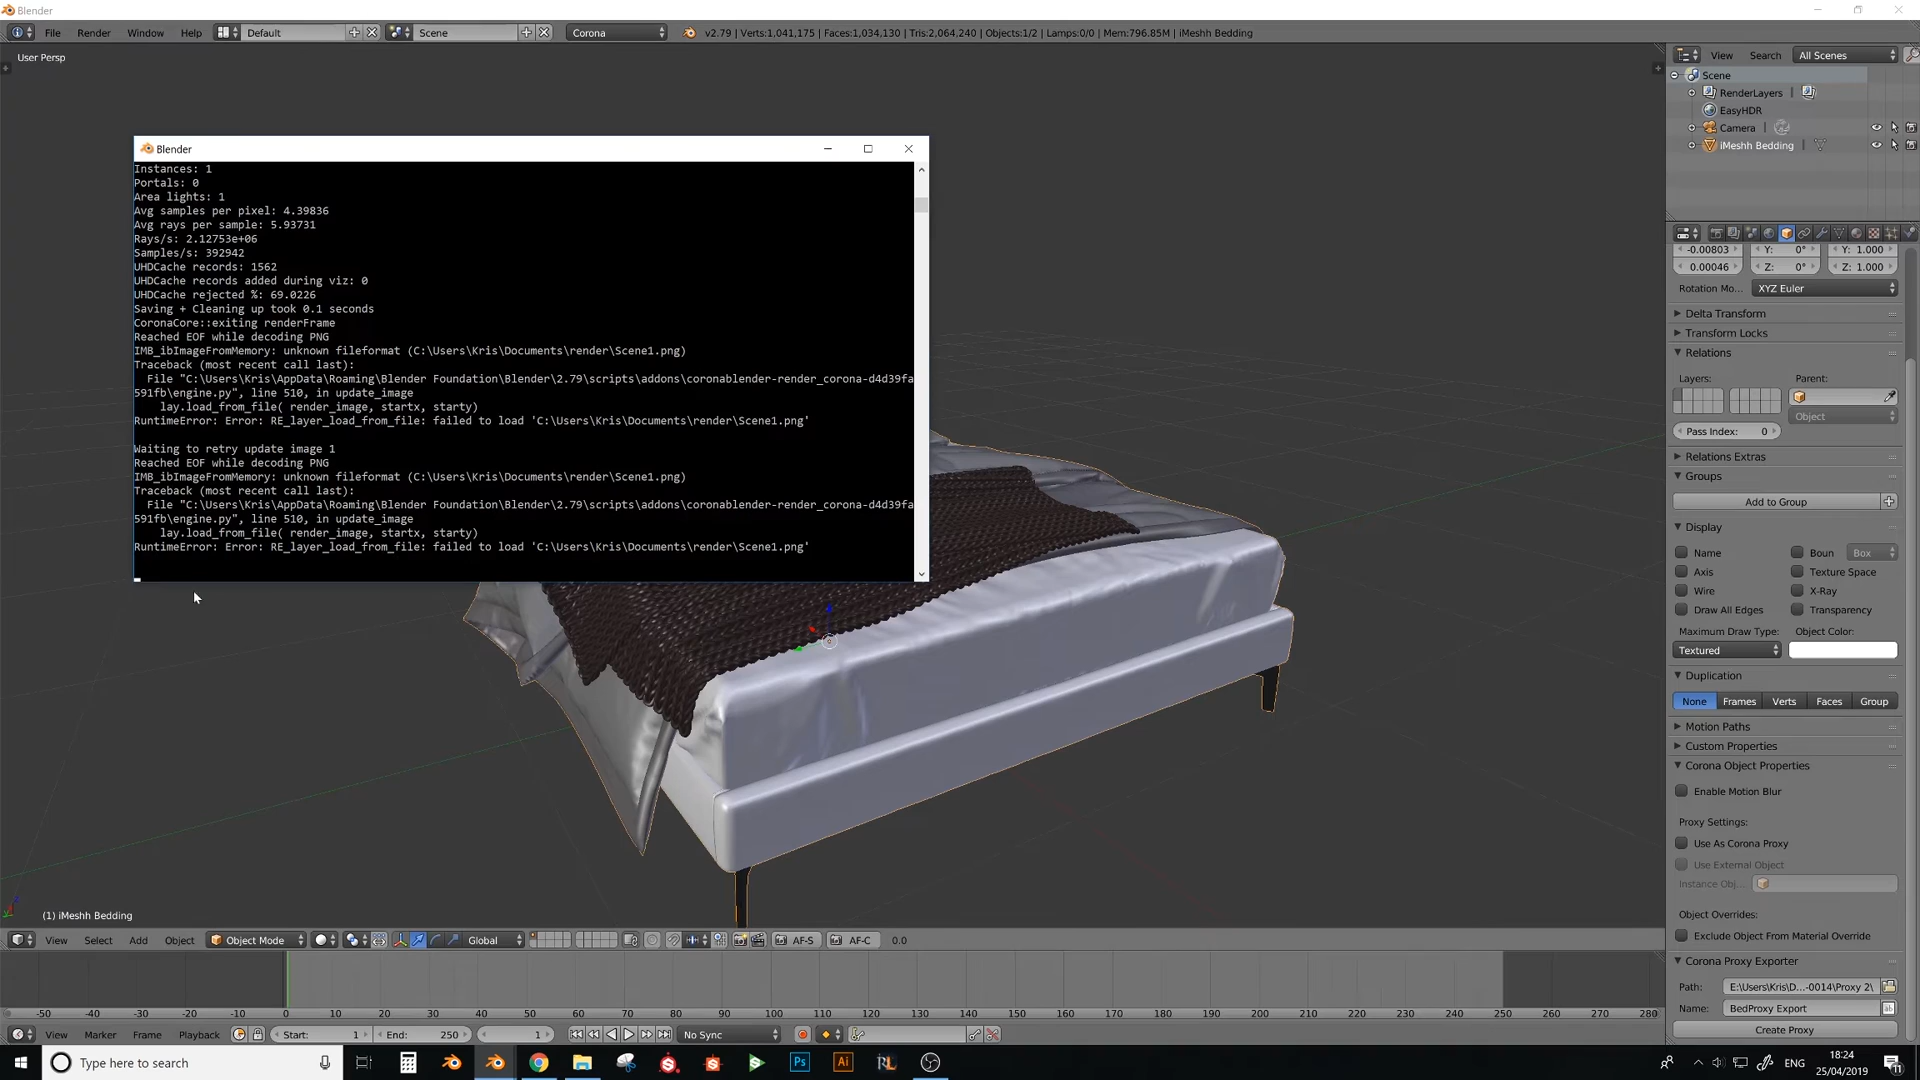 Blender
File Render Window Help Default Scene Corona v2.79 | Verts:1,041,175 | Faces:1,034,130 | Tris:2,064,240 | Objects:1/2 | Lamps:0/0 | Mem:796.85M | iMeshh Bedding
User Persp
View Search All Scenes
Scene
RenderLayers
EasyHDR
Camera
iMeshh Bedding
Blender
Instances: 1
Portals: 0
Area lights: 1
Avg samples per pixel: 4.39836
Avg rays per sample: 5.93731
Rays/s: 2.12753e+06
Samples/s: 392942
UHDCache records: 1562
UHDCache records added during viz: 0
UHDCache rejected %: 69.0226
Saving + Cleaning up took 0.1 seconds
CoronaCore::exiting renderFrame
Reached EOF while decoding PNG
IMB_ibImageFromMemory: unknown fileformat (C:\Users\Kris\Documents\render\Scene1.png)
Traceback (most recent call last):
File "C:\Users\Kris\AppData\Roaming\Blender Foundation\Blender\2.79\scripts\addons\coronablender-render_corona-d4d39fa
591fb\engine.py", line 510, in update_image
lay.load_from_file( render_image, startx, starty)
RuntimeError: Error: RE_layer_load_from_file: failed to load 'C:\Users\Kris\Documents\render\Scene1.png'
Waiting to retry update image 1
Reached EOF while decoding PNG
IMB_ibImageFromMemory: unknown fileformat (C:\Users\Kris\Documents\render\Scene1.png)
Traceback (most recent call last):
File "C:\Users\Kris\AppData\Roaming\Blender Foundation\Blender\2.79\scripts\addons\coronablender-render_corona-d4d39fa
591fb\engine.py", line 510, in update_image
lay.load_from_file( render_image, startx, starty)
RuntimeError: Error: RE_layer_load_from_file: failed to load 'C:\Users\Kris\Documents\render\Scene1.png'
-0.00803 Y: 0° Y: 1.000
0.00046 Z: 0° Z: 1.000
Rotation Mo... XYZ Euler
Delta Transform
Transform Locks
Relations
Layers: Parent:
Object
Pass Index: 0
Relations Extras
Groups
Add to Group
Display
Name Boun Box
Axis Texture Space
Wire X-Ray
Draw All Edges Transparency
Maximum Draw Type: Object Color:
Textured
Duplication
None Frames Verts Faces Group
Motion Paths
Custom Properties
Corona Object Properties
Enable Motion Blur
Proxy Settings:
Use As Corona Proxy
Use External Object
Instance Obj...
Object Overrides:
Exclude Object From Material Override
Corona Proxy Exporter
Path: E:\Users\Kris\D...-0014\Proxy 2\
Name: BedProxy Export
Create Proxy
(1) iMeshh Bedding
View Select Add Object Object Mode Global AF-S AF-C 0.0
-50 -40 -30 -20 -10 0 10 20 30 40 50 60 70 80 90 100 110 120 130 140 150 160 170 180 190 200 210 220 230 240 250 260 270 280
View Marker Frame Playback Start: 1 End: 250 1 No Sync
Type here to search
Ps Ai RL
ENG
18:24
25/04/2019
11